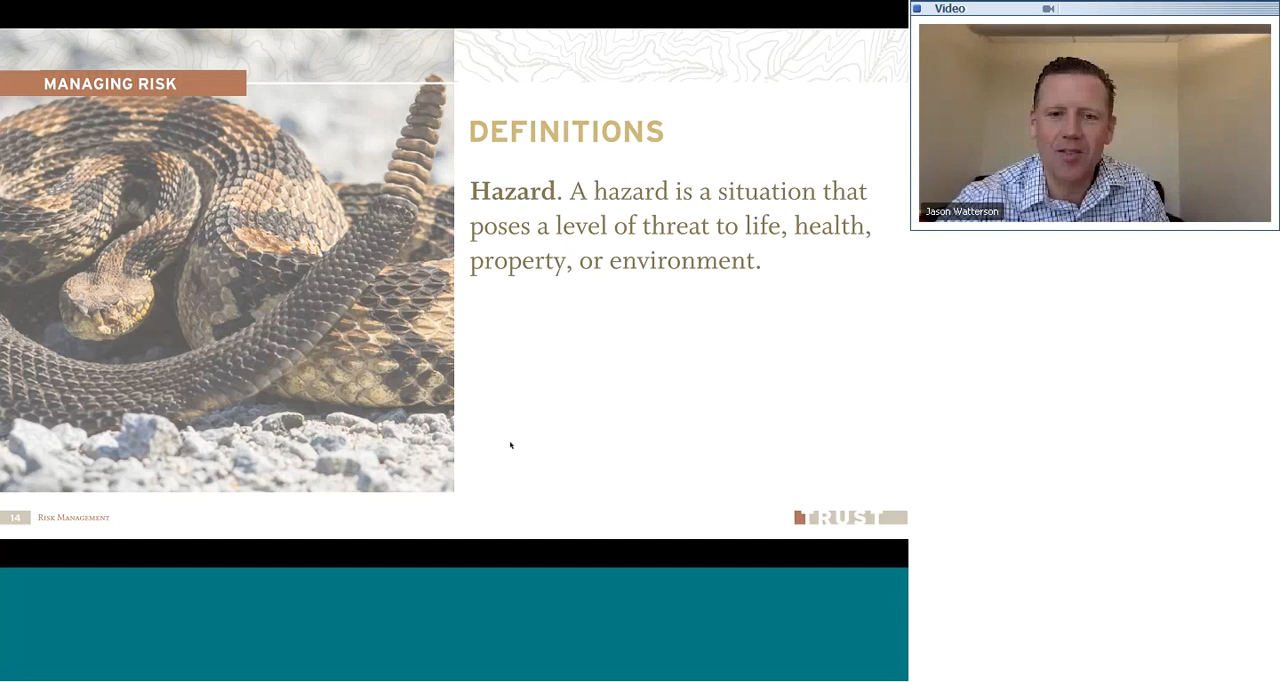 Video
MANAGING RISK
DEFINITIONS
Hazard. A hazard is a situation that
poses a level of threat to life, health,
property, or environment.
Jason Watterson
14 Risk Management
TRUST